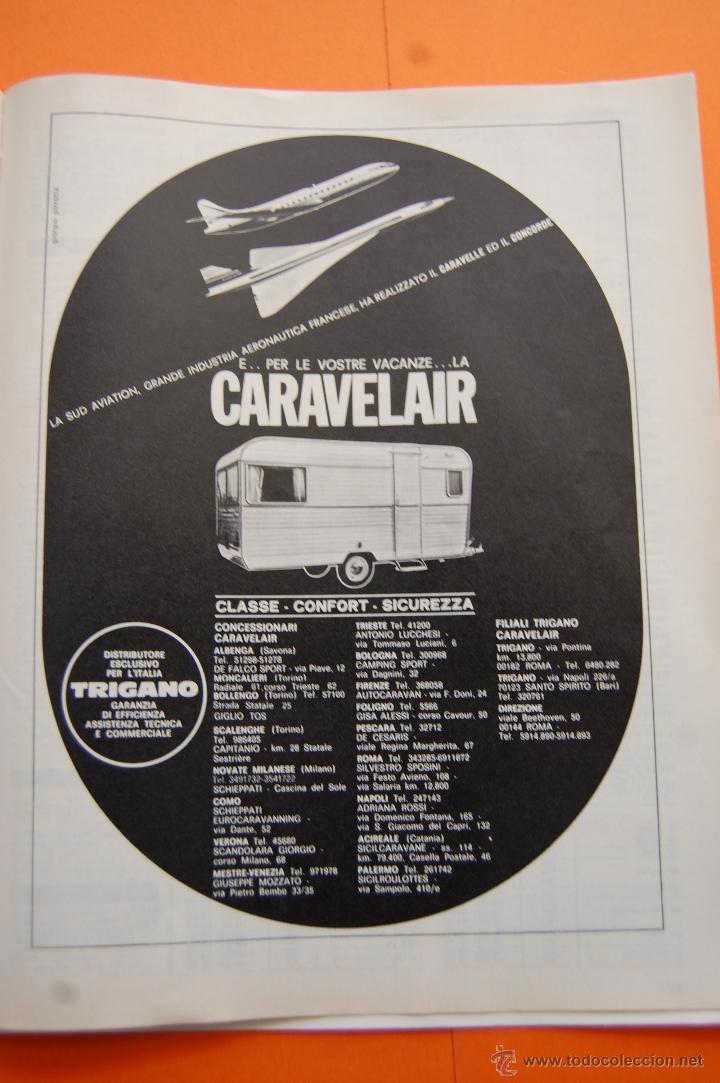 LA SUD AVIATION, GRANDE INDUSTRIA AERONAUTICA FRANCESE, HA REALIZZATO IL CARAVELLE ED IL CONCORDE
E.. PER LE VOSTRE VACANZE...LA
CARAVELAIR
CLASSE - CONFORT - SICUREZZA
DISTRIBUTORE
ESCLUSIVO
PER L'ITALIA
TRIGANO
GARANZIA
DI EFFICIENZA
ASSISTENZA TECNICA
E COMMERCIALE
CONCESSIONARI
CARAVELAIR
ALBENGA (Savona)
Tel. 51298-51278
DE FALCO SPORT - via Piave, 12
MONCALIERI (Torino)
Radiale 61, corso Trieste 62
BOLLENGO (Torino) Tel. 57100
Strada Statale 25
GIGLIO TOS
SCALENGHE (Torino)
Tel. 986405
CAPITANIO - km. 28 Statale
Sestrière
NOVATE MILANESE (Milano)
Tel. 3491732-3541722
SCHIEPPATI - Cascina del Sole
COMO
SCHIEPPATI
EUROCARAVANNING -
via Dante, 52
VERONA Tel. 45680
SCANDOLARA GIORGIO -
corso Milano, 68
MESTRE-VENEZIA Tel. 971978
GIUSEPPE MOZZATO -
via Pietro Bembo 33/35
TRIESTE Tel. 41200
ANTONIO LUCCHESI -
via Tommaso Luciani, 6
BOLOGNA Tel. 300968
CAMPING SPORT -
via Dagnini, 32
FIRENZE Tel. 368058
AUTOCARAVAN - via F. Doni, 24
FOLIGNO Tel. 5566
GISA ALESSI - corso Cavour, 50
PESCARA Tel. 32712
DE CESARIS -
viale Regina Margherita, 67
ROMA Tel. 343285-6911872
SILVESTRO SPOSINI -
via Festo Avieno, 108 -
via Salaria km. 12,800
NAPOLI Tel. 247143
ADRIANA ROSSI -
via Domenico Fontana, 165 -
via S. Giacomo dei Capri, 132
ACIREALE (Catania)
SICILCARAVANE - ss. 114 -
km. 79,400, Casella Postale, 46
PALERMO Tel. 261742
SICILROULOTTES -
via Sampolo, 410/e
FILIALI TRIGANO
CARAVELAIR
TRIGANO - via Pontina
km. 13,800
00182 ROMA - Tel. 6480.282
TRIGANO - via Napoli 226/a
70123 SANTO SPIRITO (Bari)
Tel. 320761
DIREZIONE
viale Beethoven, 50
00144 ROMA -
Tel. 5914.890-5914.893
© www.todocoleccion.net